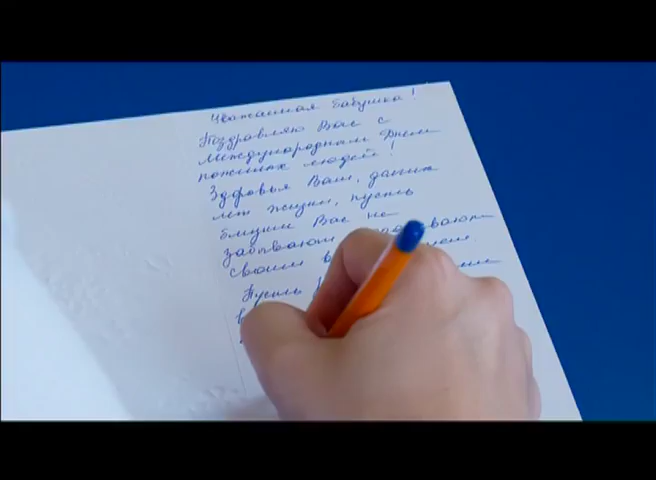 Уважаемая Бабушка!
Поздравляю Вас с
Международным Днём
пожилых людей!
Здоровья Вам, долгих
лет жизни, пусть
близкие Вас не
забывают
своим
Пусть